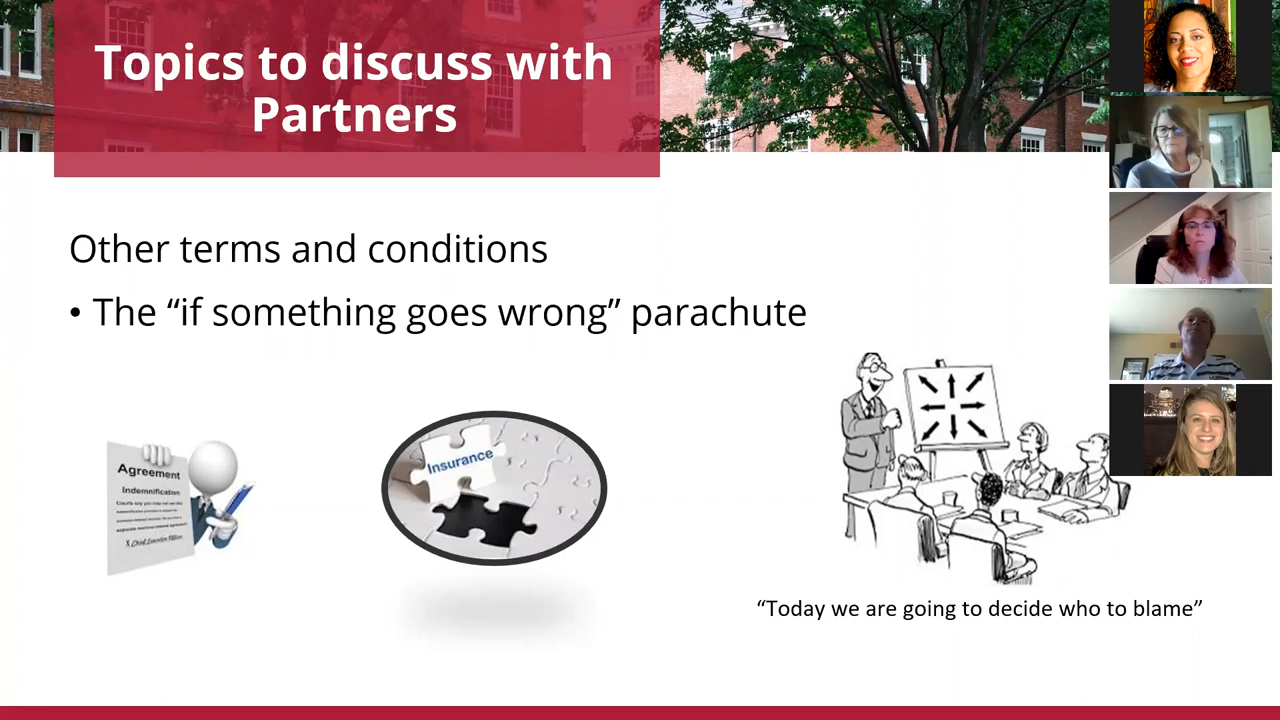 Topics to discuss with
Partners
Other terms and conditions
• The “if something goes wrong” parachute
Agreement
Indemnification
Insurance
“Today we are going to decide who to blame”